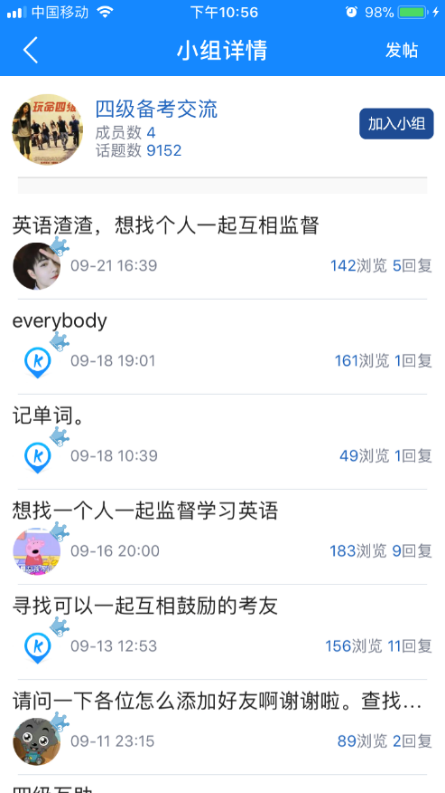 中国移动 下午10:56 98%
小组详情 发帖
玩命四级
四级备考交流
成员数 4
话题数 9152
加入小组
英语渣渣，想找个人一起互相监督
09-21 16:39 142浏览 5回复
everybody
09-18 19:01 161浏览 1回复
记单词。
09-18 10:39 49浏览 1回复
想找一个人一起监督学习英语
09-16 20:00 183浏览 9回复
寻找可以一起互相鼓励的考友
09-13 12:53 156浏览 11回复
请问一下各位怎么添加好友啊谢谢啦。查找...
09-11 23:15 89浏览 2回复
四级互助